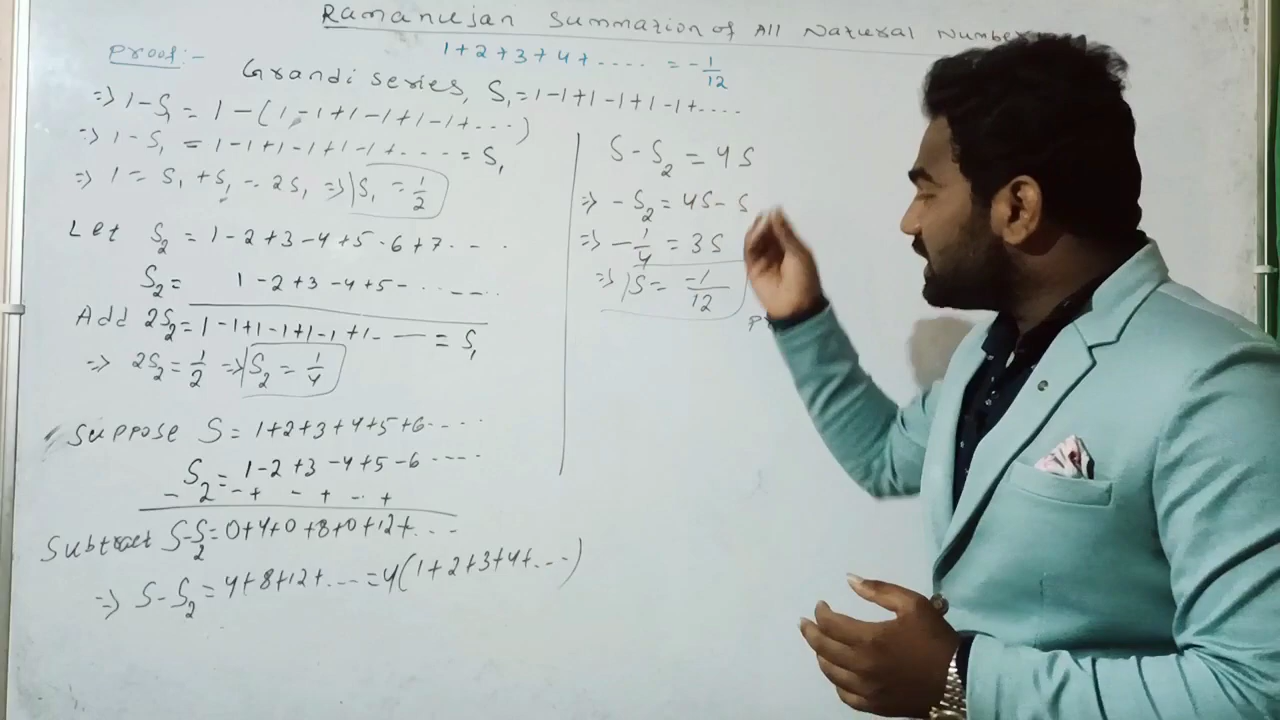 Ramanujan Summation of All Natural Number
Proof:-
1+2+3+4+..... = -1/12
Grandi series, S₁=1-1+1-1+1-1+....
=> 1-S₁ = 1-(1-1+1-1+1-1+...)
=> 1-S₁ = 1-1+1-1+1-1+..... = S₁
=> 1 = S₁+S₁ = 2S₁ => S₁ = 1/2
Let S₂ = 1-2+3-4+5-6+7....
S₂= 1-2+3-4+5-.....
Add 2S₂=1-1+1-1+1-1+1..— = S₁
=> 2S₂=1/2 => S₂ = 1/4
Suppose S= 1+2+3+4+5+6....
S₂= 1-2+3-4+5-6 ....
- - + - + - +
Subtract S-S₂=0+4+0+8+0+12+...
=> S-S₂=4+8+12+....=4(1+2+3+4+...)
S-S₂ = 4S
=> -S₂ = 4S-S
=> -1/4 = 3S
=> S= -1/12